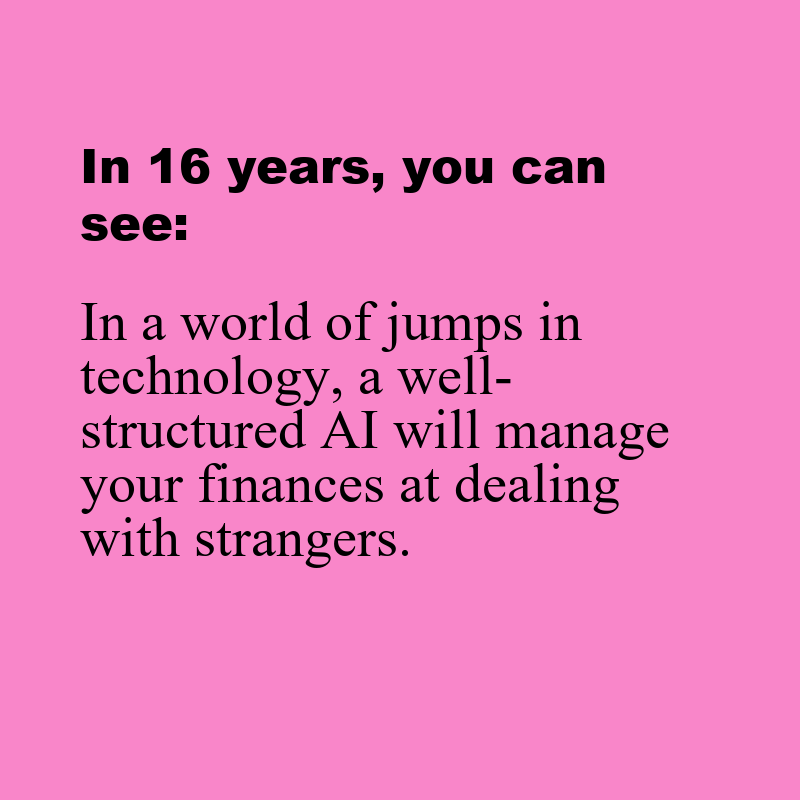 In 16 years, you can
see:
In a world of jumps in
technology, a well-
structured AI will manage
your finances at dealing
with strangers.